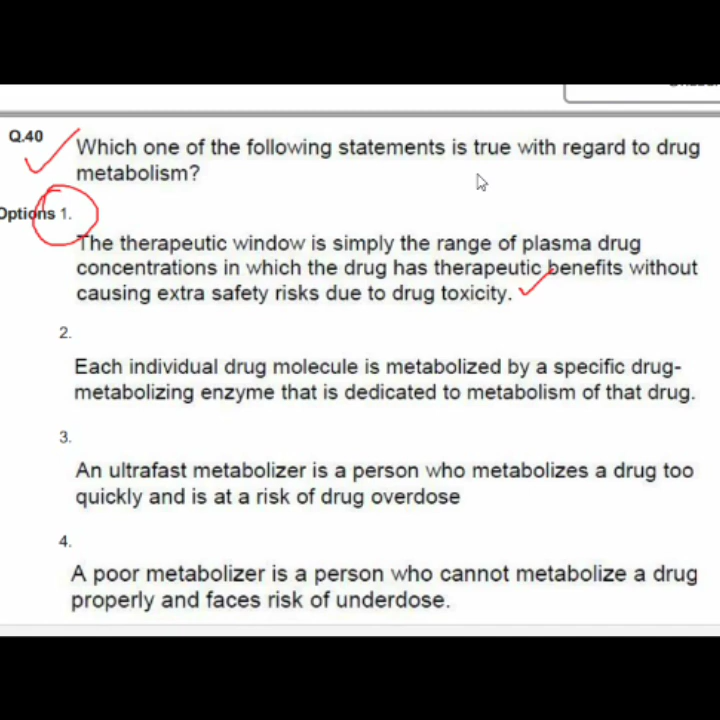 Q.40
Which one of the following statements is true with regard to drug
metabolism?
Options 1.
The therapeutic window is simply the range of plasma drug
concentrations in which the drug has therapeutic benefits without
causing extra safety risks due to drug toxicity.
2.
Each individual drug molecule is metabolized by a specific drug-
metabolizing enzyme that is dedicated to metabolism of that drug.
3.
An ultrafast metabolizer is a person who metabolizes a drug too
quickly and is at a risk of drug overdose
4.
A poor metabolizer is a person who cannot metabolize a drug
properly and faces risk of underdose.